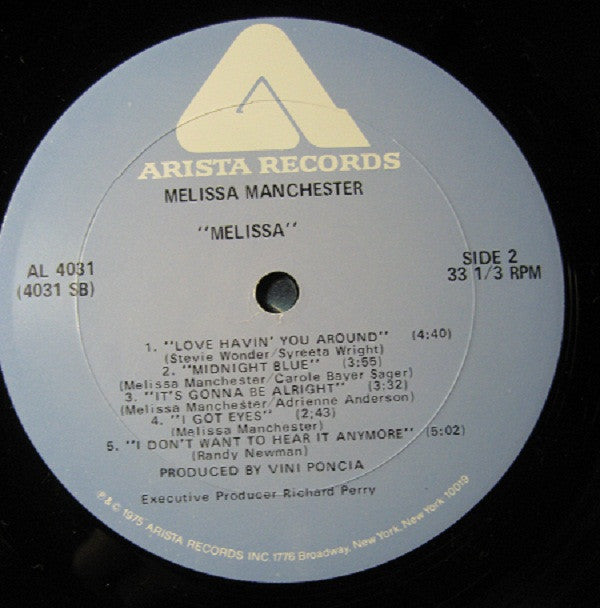 ARISTA RECORDS
MELISSA MANCHESTER
"MELISSA"
AL 4031
(4031 SB)
SIDE 2
33 1/3 RPM
1. "LOVE HAVIN' YOU AROUND" (4:40)
(Stevie Wonder/Syreeta Wright)
2. "MIDNIGHT BLUE" (3:55)
(Melissa Manchester/Carole Bayer Sager)
3. "IT'S GONNA BE ALRIGHT" (3:32)
(Melissa Manchester/Adrienne Anderson)
4. "I GOT EYES" (2;43)
(Melissa Manchester)
5. "I DON'T WANT TO HEAR IT ANYMORE" (5:02)
(Randy Newman)
PRODUCED BY VINI PONCIA
Executive Producer Richard Perry
℗ & © 1975 ARISTA RECORDS INC. 1776 Broadway, New York, New York 10019